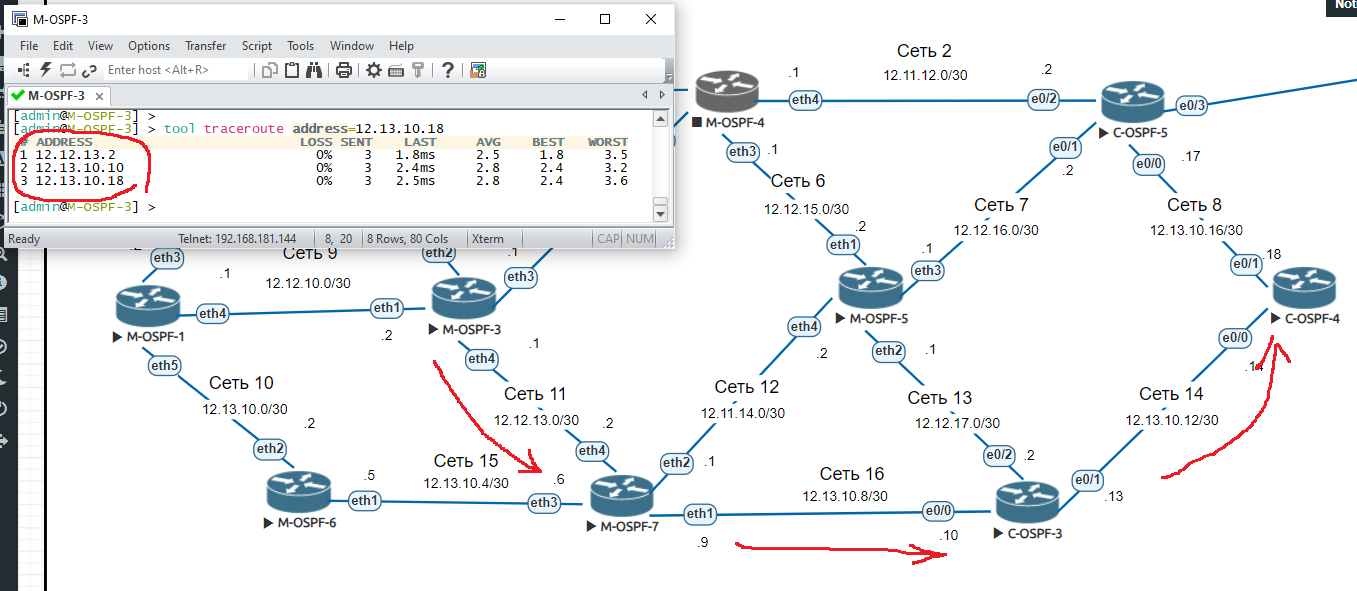 Not
M-OSPF-3
File Edit View Options Transfer Script Tools Window Help
Enter host <Alt+R>
M-OSPF-3
[admin@M-OSPF-3] >
[admin@M-OSPF-3] > tool traceroute address=12.13.10.18
# ADDRESS LOSS SENT LAST AVG BEST WORST
1 12.12.13.2 0% 3 1.8ms 2.5 1.8 3.5
2 12.13.10.10 0% 3 2.4ms 2.8 2.4 3.2
3 12.13.10.18 0% 3 2.5ms 2.8 2.4 3.6
[admin@M-OSPF-3] >
Ready Telnet: 192.168.181.144 8, 20 8 Rows, 80 Cols Xterm CAP NUM
Сеть 2
.1 12.11.12.0/30 .2
eth4 e0/2 e0/3
M-OSPF-4 C-OSPF-5
eth3 .1 e0/1 .2 e0/0 .17
Сеть 6
12.12.15.0/30
Сеть 7
12.12.16.0/30
Сеть 8
13.13.10.16/30
.2 eth1 .1 eth3 e0/1 .18
M-OSPF-5 C-OSPF-4
eth3 Сеть 9 eth2 .1
.1 12.12.10.0/30 eth3
eth4 eth1 .2
M-OSPF-1 M-OSPF-3
eth5 eth4 .1
eth4 .2 eth2 .1 e0/0
Сеть 10
12.13.10.0/30
Сеть 11
12.12.13.0/30
Сеть 12
12.11.14.0/30
Сеть 13
12.12.17.0/30
Сеть 14
12.13.10.12/30
.2 eth2 .2 eth4 eth2 .1 e0/2 .2
Сеть 15
12.13.10.4/30
Сеть 16
12.13.10.8/30
.5 .6 e0/1 .13
eth1 eth3 eth1 e0/0
M-OSPF-6 M-OSPF-7 C-OSPF-3
.9 .10